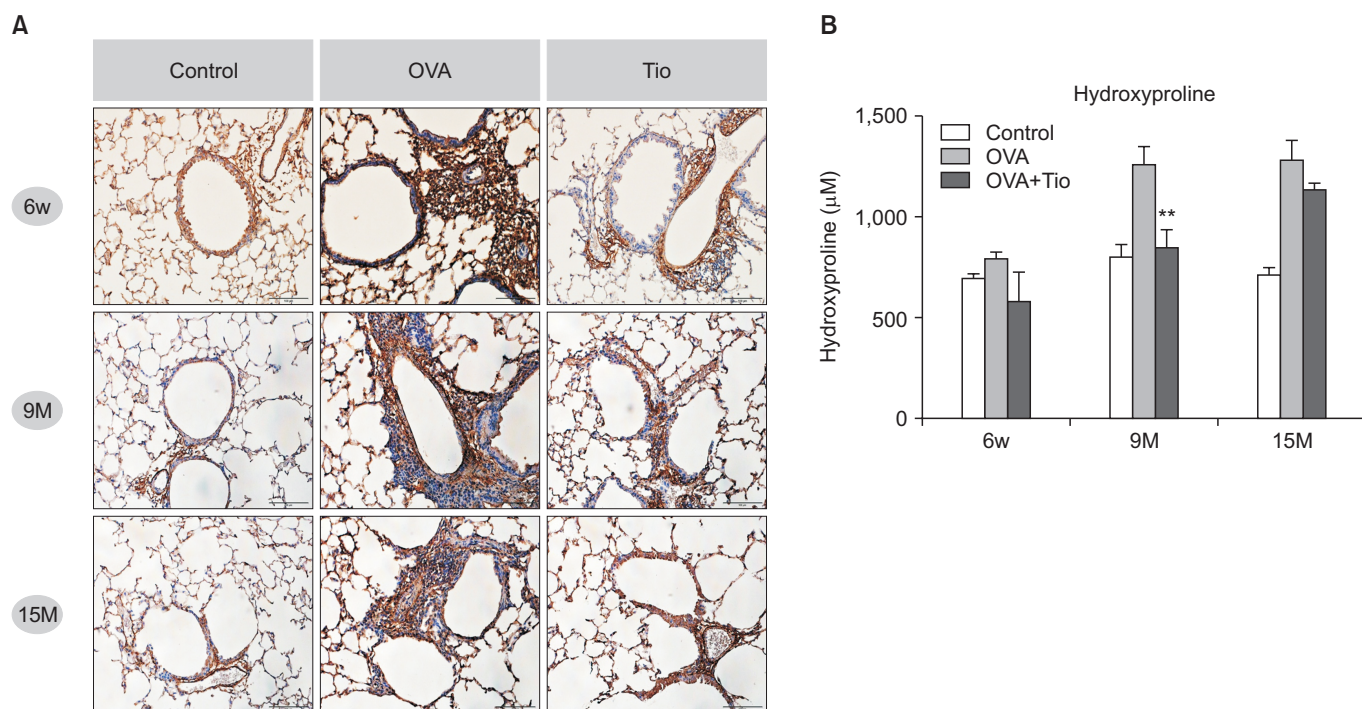 A
Control OVA Tio
6w
9M
15M
B
Hydroxyproline
Hydroxyproline (μM)
1,500
1,000
500
0
Control
OVA
OVA+Tio
**
6w 9M 15M